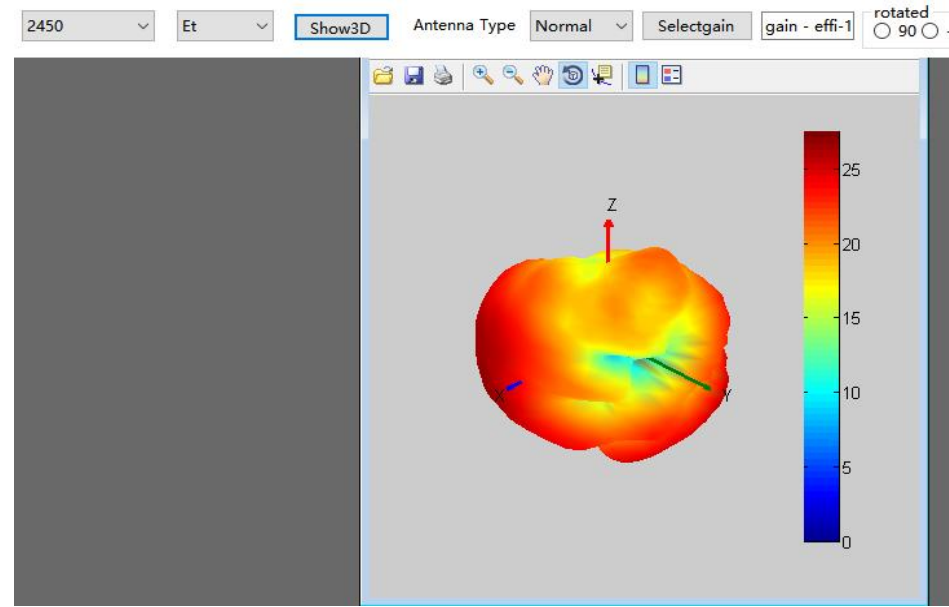 rotated
2450 Et Show3D Antenna Type Normal Selectgain gain - effi-1 90
25
Z
20
15
10
X Y
5
0